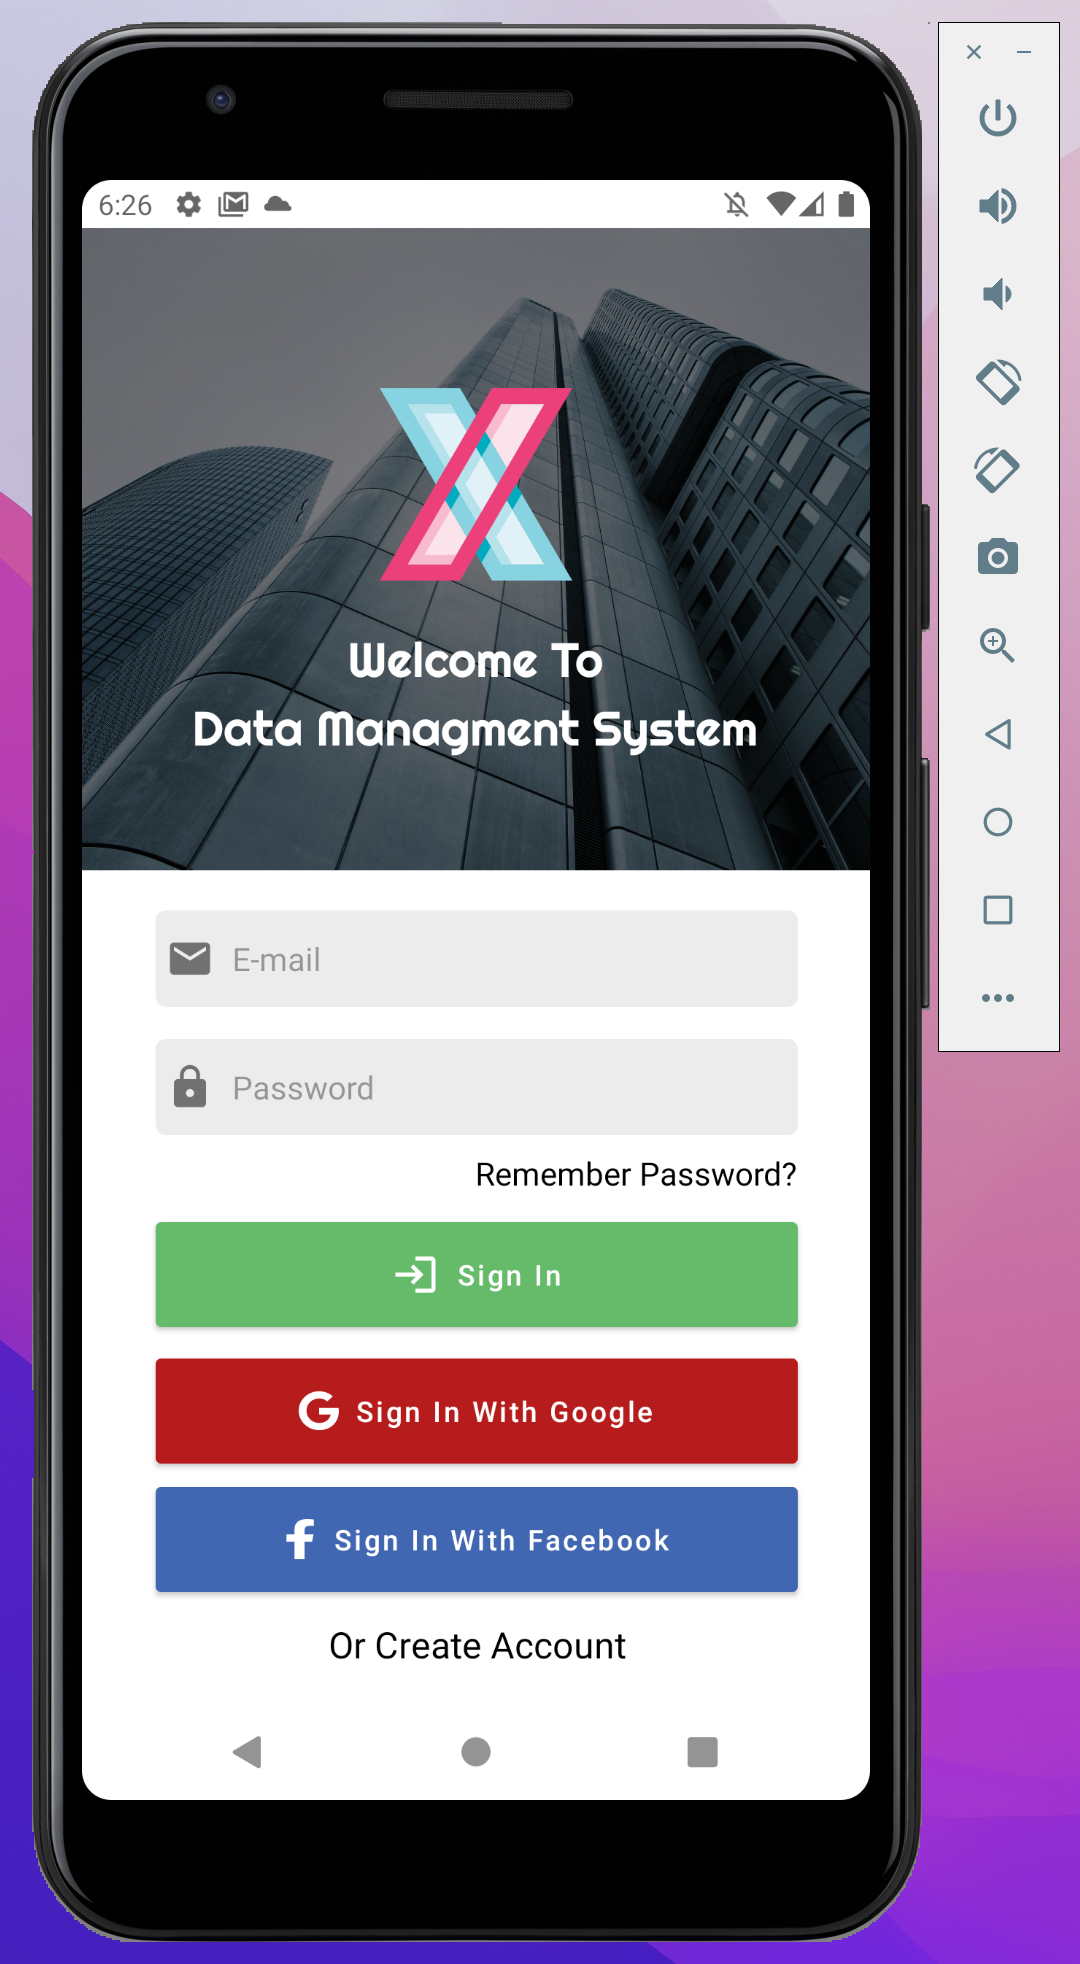 6:26
Welcome To
Data Managment System
E-mail
Password
Remember Password?
Sign In
Sign In With Google
Sign In With Facebook
Or Create Account